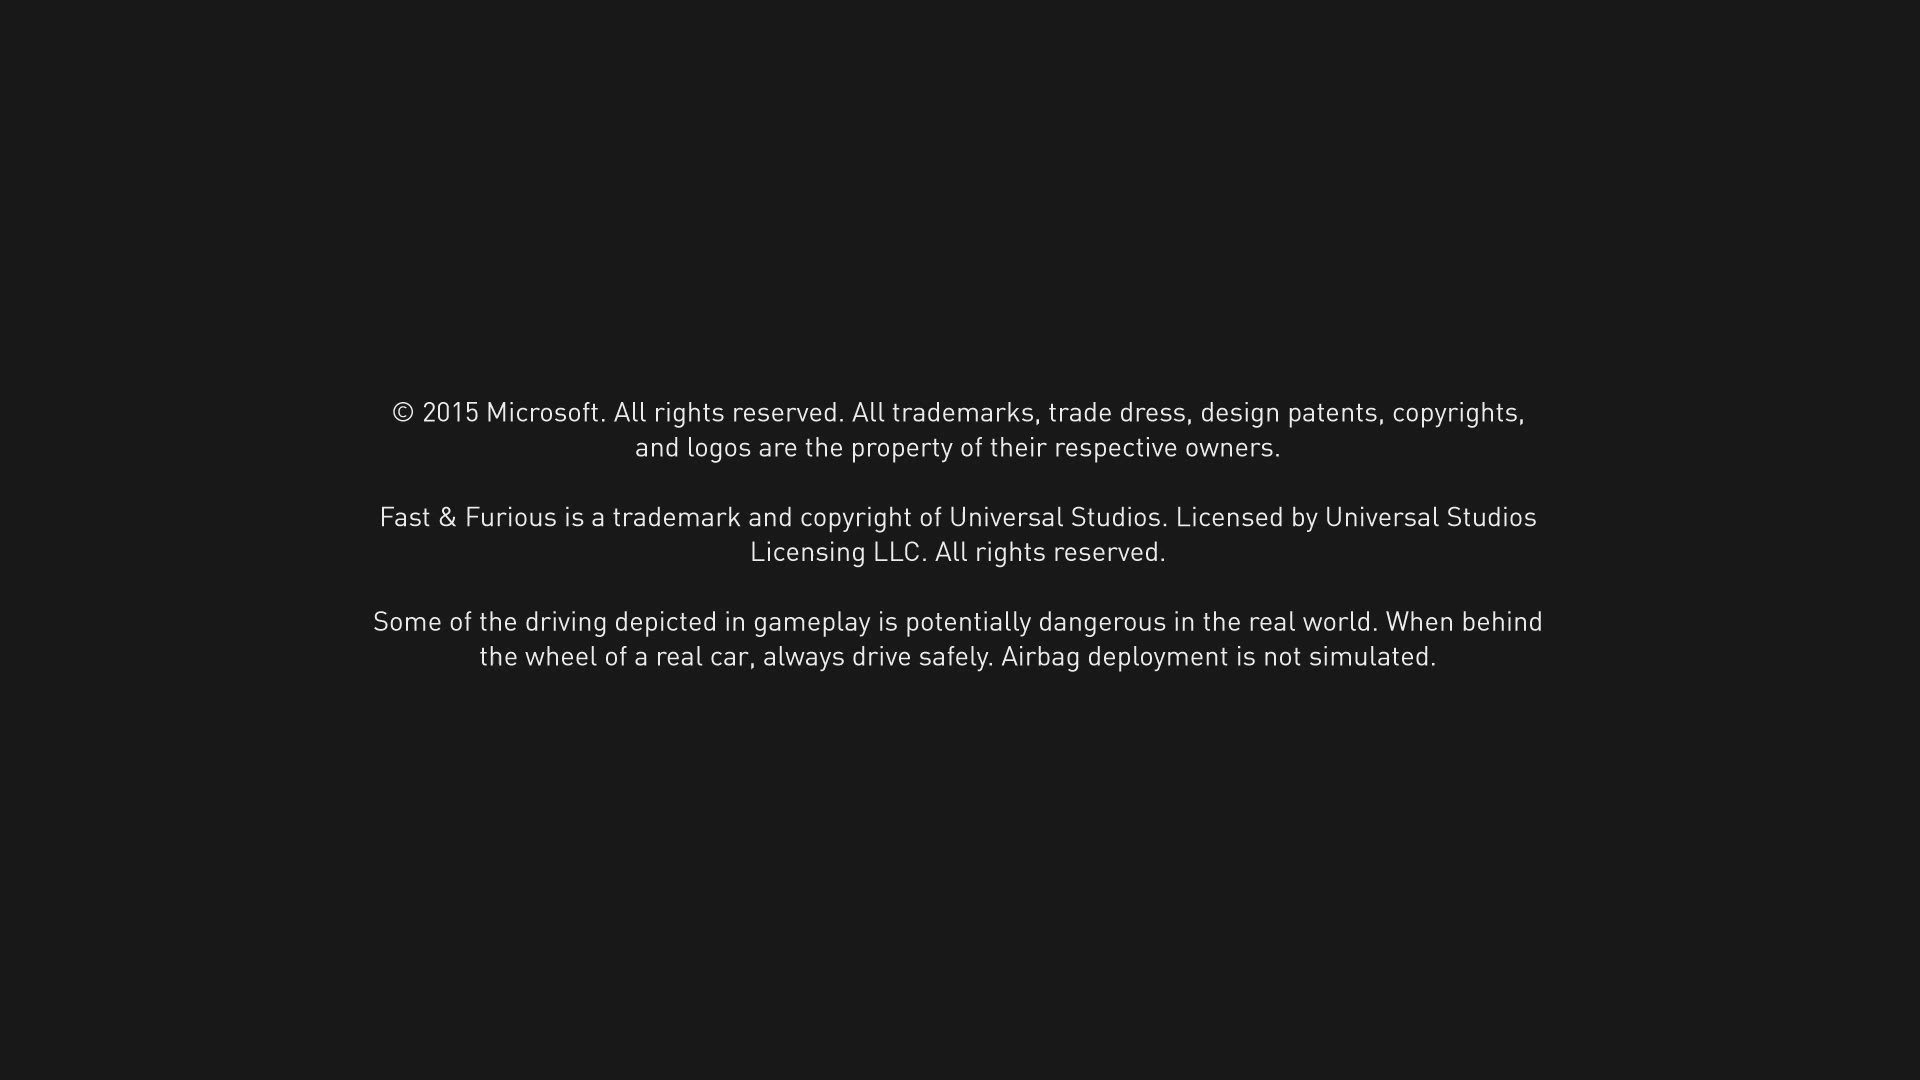 © 2015 Microsoft. All rights reserved. All trademarks, trade dress, design patents, copyrights,
and logos are the property of their respective owners.
Fast & Furious is a trademark and copyright of Universal Studios. Licensed by Universal Studios
Licensing LLC. All rights reserved.
Some of the driving depicted in gameplay is potentially dangerous in the real world. When behind
the wheel of a real car, always drive safely. Airbag deployment is not simulated.